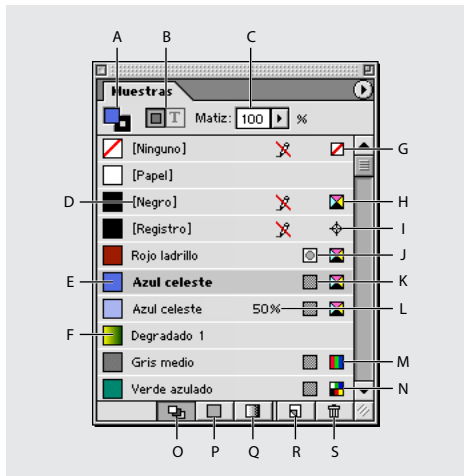 A B C
Muestras
T Matiz: 100 %
[Ninguno] G
[Papel]
D [Negro] H
[Registro] I
Rojo ladrillo J
E Azul celeste K
Azul celeste 50% L
F Degradado 1
Gris medio M
Verde azulado N
O P Q R S